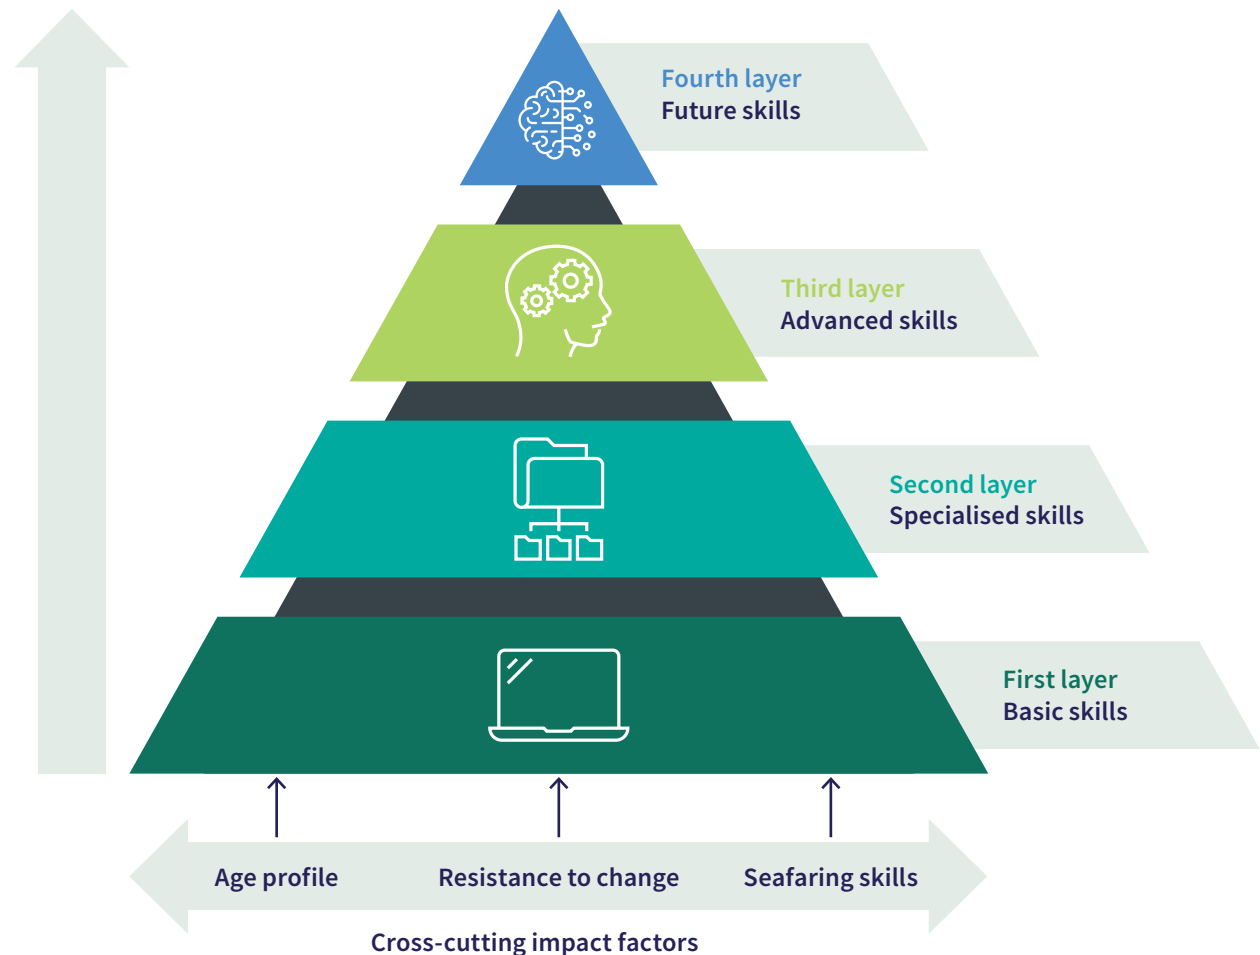 Fourth layer
Future skills
Third layer
Advanced skills
Second layer
Specialised skills
First layer
Basic skills
Age profile
Resistance to change
Seafaring skills
Cross-cutting impact factors